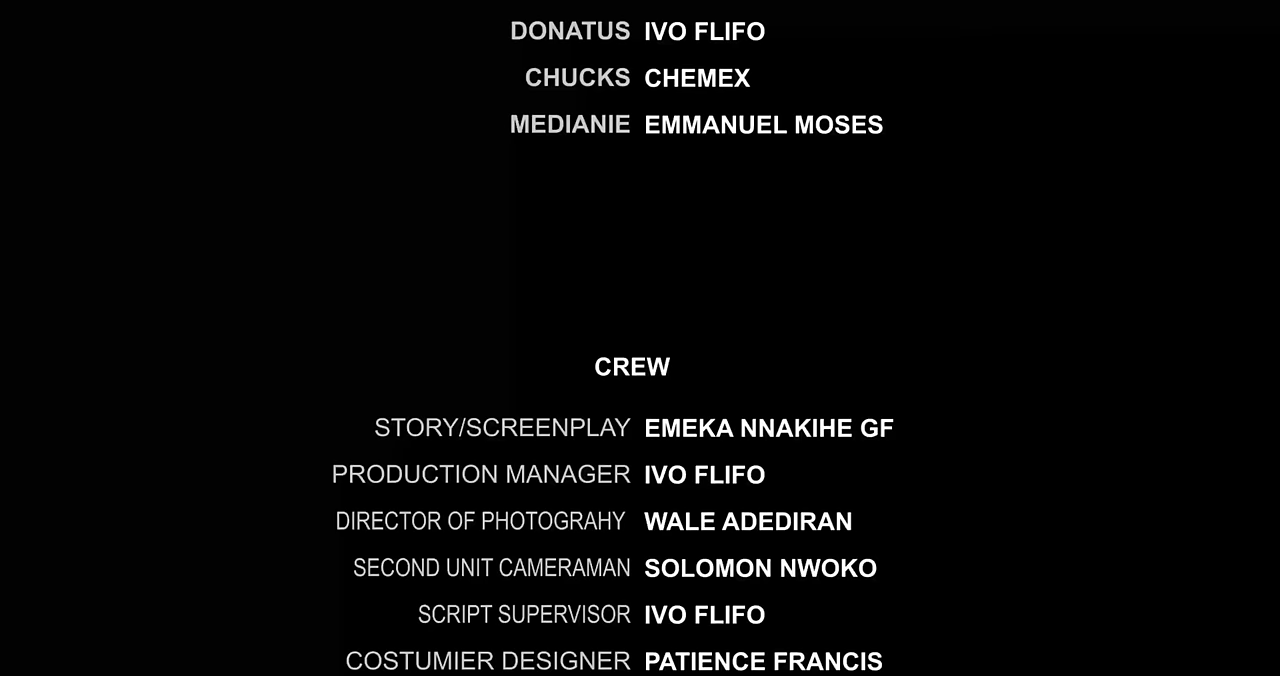 DONATUS IVO FLIFO
CHUCKS CHEMEX
MEDIANIE EMMANUEL MOSES
CREW
STORY/SCREENPLAY EMEKA NNAKIHE GF
PRODUCTION MANAGER IVO FLIFO
DIRECTOR OF PHOTOGRAHY WALE ADEDIRAN
SECOND UNIT CAMERAMAN SOLOMON NWOKO
SCRIPT SUPERVISOR IVO FLIFO
COSTUMIER DESIGNER PATIENCE FRANCIS